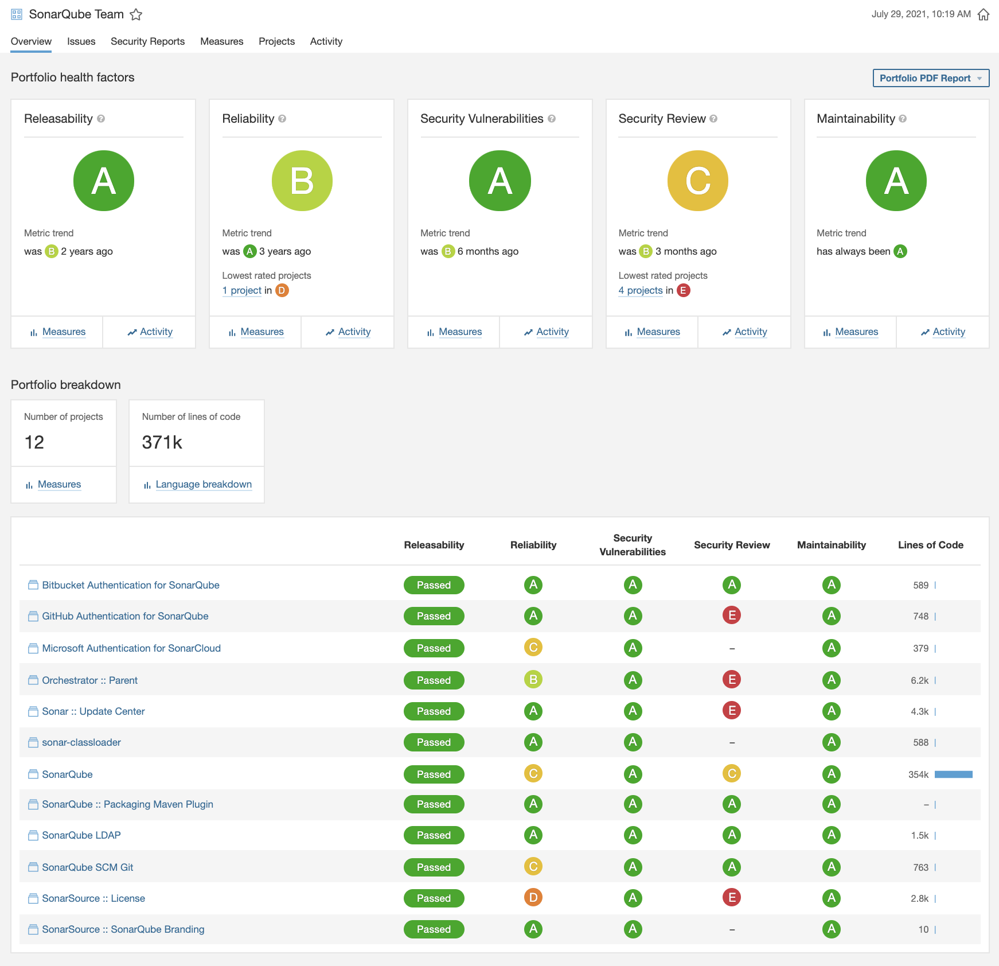 SonarQube Team
July 29, 2021, 10:19 AM
Overview Issues Security Reports Measures Projects Activity
Portfolio health factors
Portfolio PDF Report
Releasability ?
A
Metric trend
was B 2 years ago
Measures Activity
Reliability ?
B
Metric trend
was A 3 years ago
Lowest rated projects
1 project in D
Measures Activity
Security Vulnerabilities ?
A
Metric trend
was B 6 months ago
Measures Activity
Security Review ?
C
Metric trend
was B 3 months ago
Lowest rated projects
4 projects in E
Measures Activity
Maintainability ?
A
Metric trend
has always been A
Measures Activity
Portfolio breakdown
Number of projects
12
Measures
Number of lines of code
371k
Language breakdown
Releasability Reliability Security Vulnerabilities Security Review Maintainability Lines of Code
Bitbucket Authentication for SonarQube Passed A A A A 589
GitHub Authentication for SonarQube Passed A A E A 748
Microsoft Authentication for SonarCloud Passed C A – A 379
Orchestrator :: Parent Passed B A E A 6.2k
Sonar :: Update Center Passed A A E A 4.3k
sonar-classloader Passed A A – A 588
SonarQube Passed C A C A 354k
SonarQube :: Packaging Maven Plugin Passed A A A A –
SonarQube LDAP Passed A A A A 1.5k
SonarQube SCM Git Passed C A A A 763
SonarSource :: License Passed D A E A 2.8k
SonarSource :: SonarQube Branding Passed A A – A 10